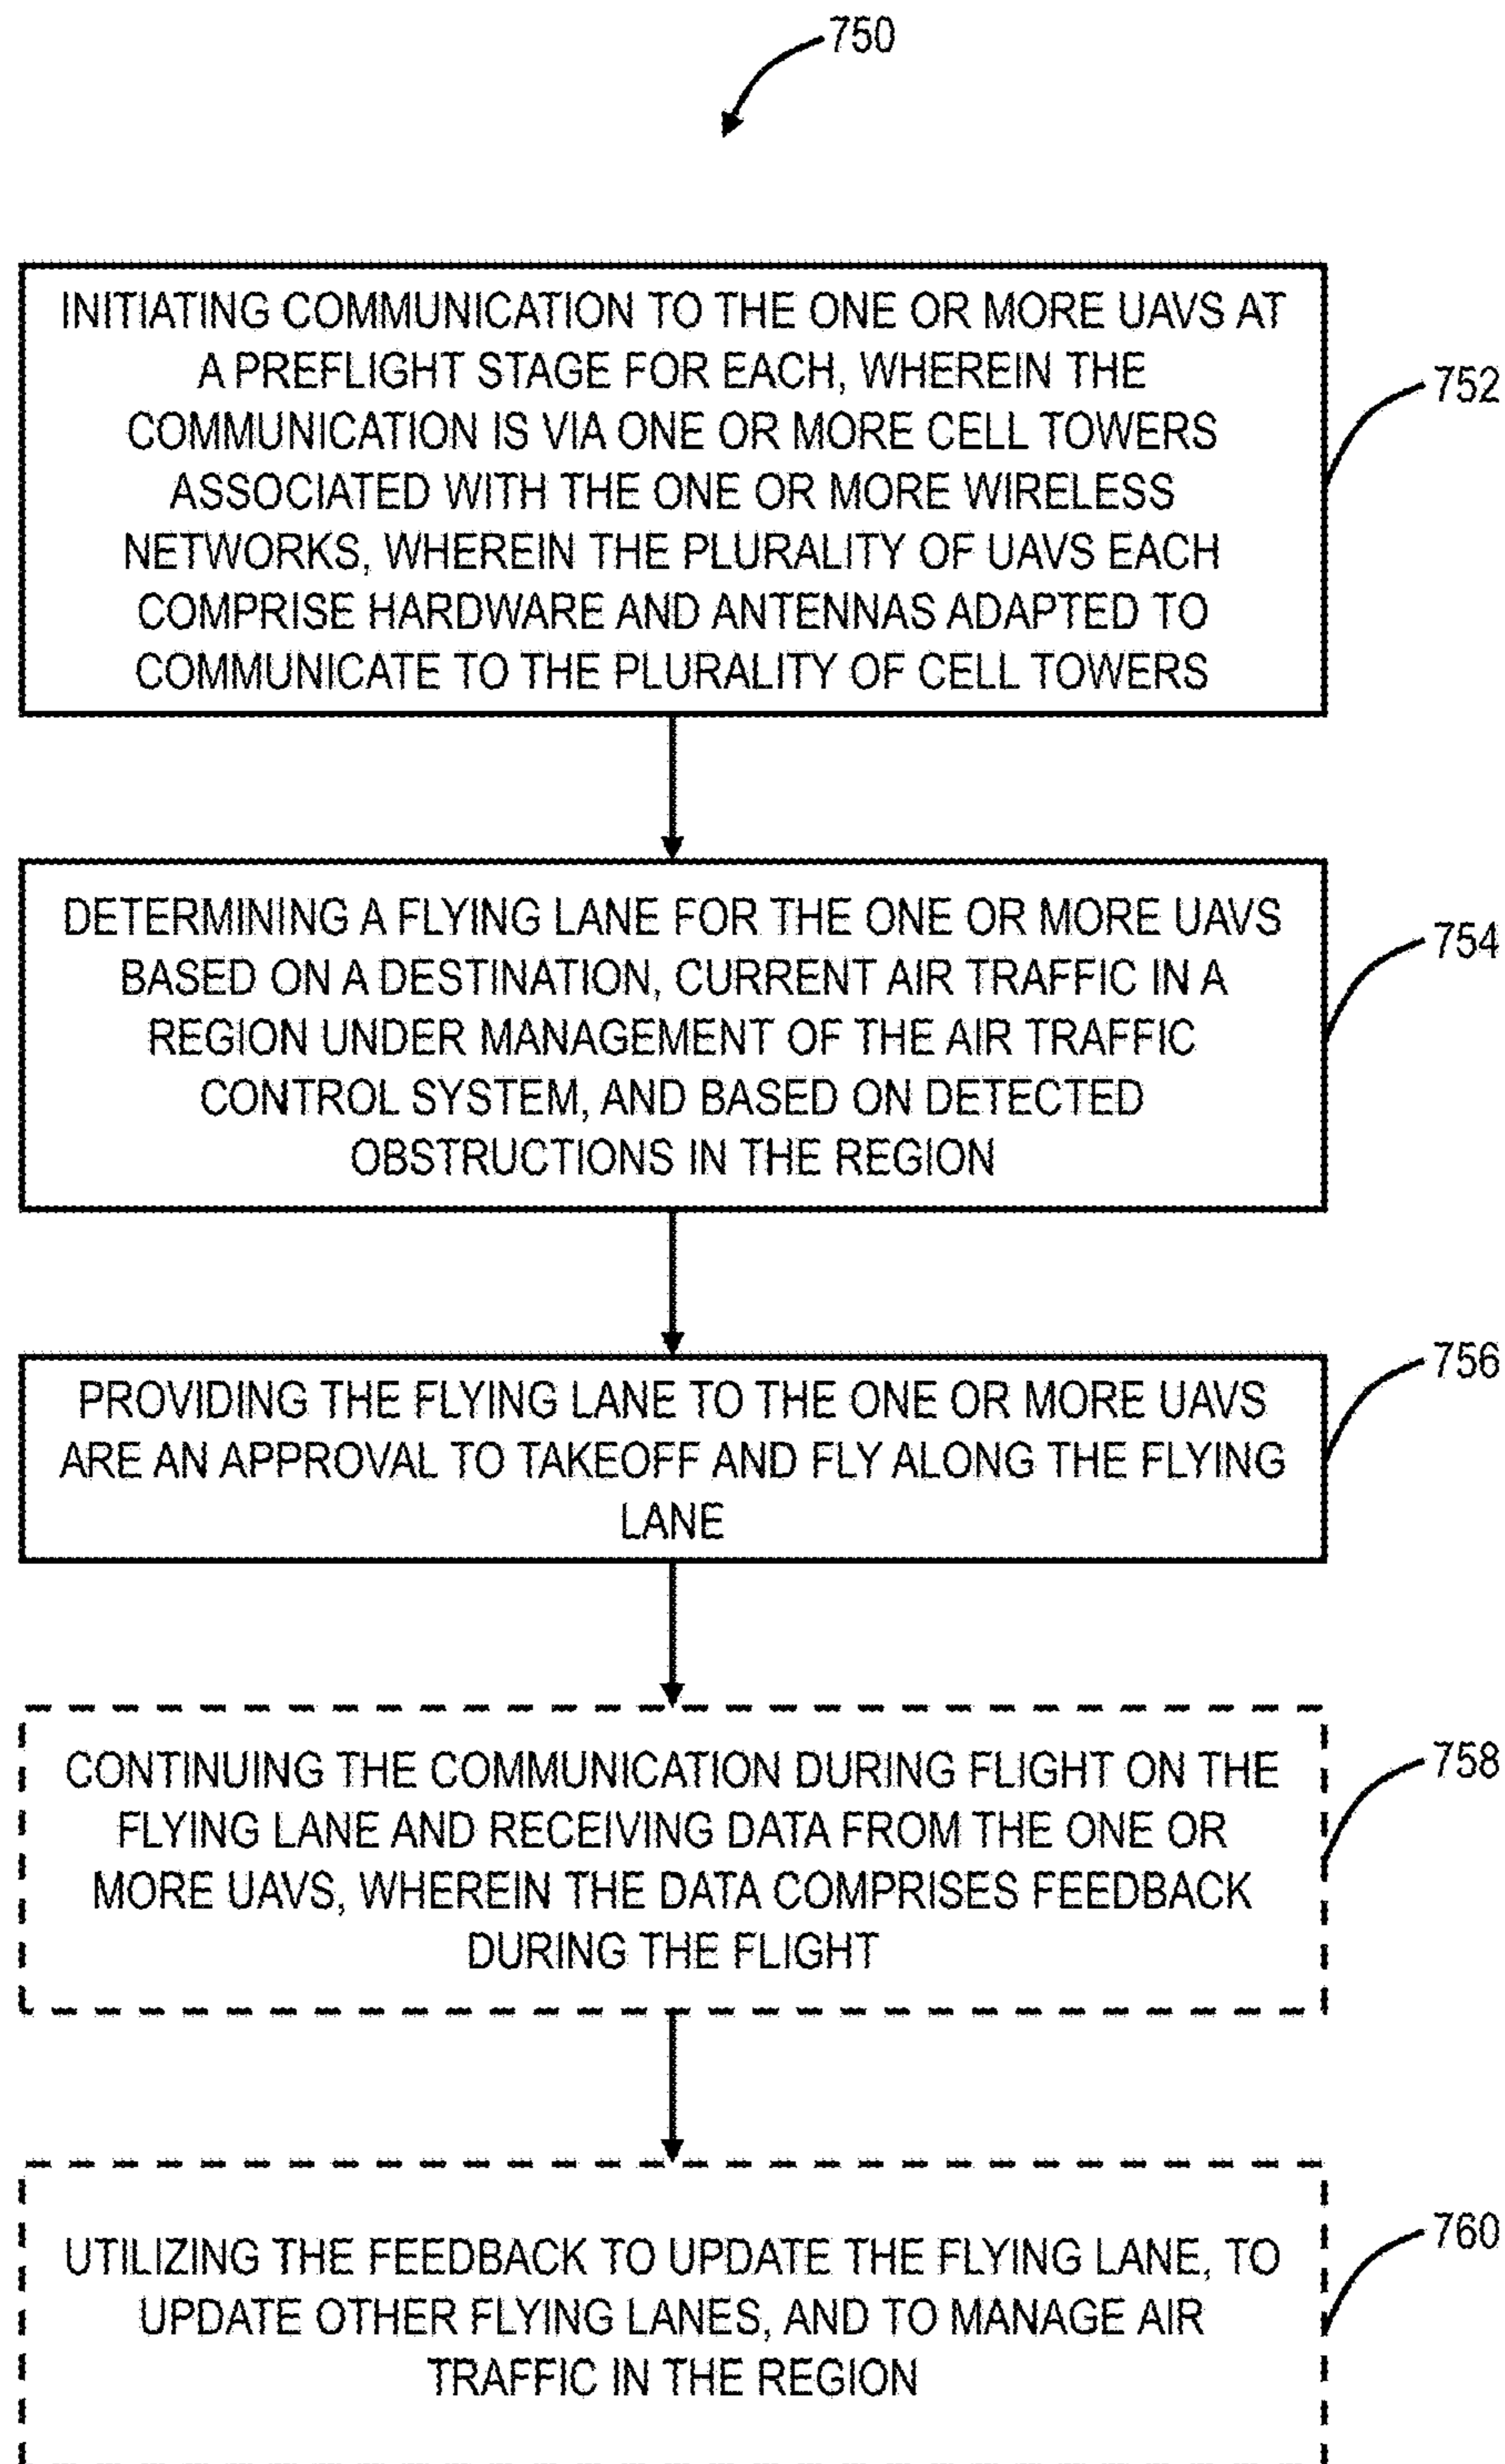 750
INITIATING COMMUNICATION TO THE ONE OR MORE UAVS AT
A PREFLIGHT STAGE FOR EACH, WHEREIN THE
COMMUNICATION IS VIA ONE OR MORE CELL TOWERS
ASSOCIATED WITH THE ONE OR MORE WIRELESS
NETWORKS, WHEREIN THE PLURALITY OF UAVS EACH
COMPRISE HARDWARE AND ANTENNAS ADAPTED TO
COMMUNICATE TO THE PLURALITY OF CELL TOWERS
752
DETERMINING A FLYING LANE FOR THE ONE OR MORE UAVS
BASED ON A DESTINATION, CURRENT AIR TRAFFIC IN A
REGION UNDER MANAGEMENT OF THE AIR TRAFFIC
CONTROL SYSTEM, AND BASED ON DETECTED
OBSTRUCTIONS IN THE REGION
754
PROVIDING THE FLYING LANE TO THE ONE OR MORE UAVS
ARE AN APPROVAL TO TAKEOFF AND FLY ALONG THE FLYING
LANE
756
CONTINUING THE COMMUNICATION DURING FLIGHT ON THE
FLYING LANE AND RECEIVING DATA FROM THE ONE OR
MORE UAVS, WHEREIN THE DATA COMPRISES FEEDBACK
DURING THE FLIGHT
758
UTILIZING THE FEEDBACK TO UPDATE THE FLYING LANE, TO
UPDATE OTHER FLYING LANES, AND TO MANAGE AIR
TRAFFIC IN THE REGION
760